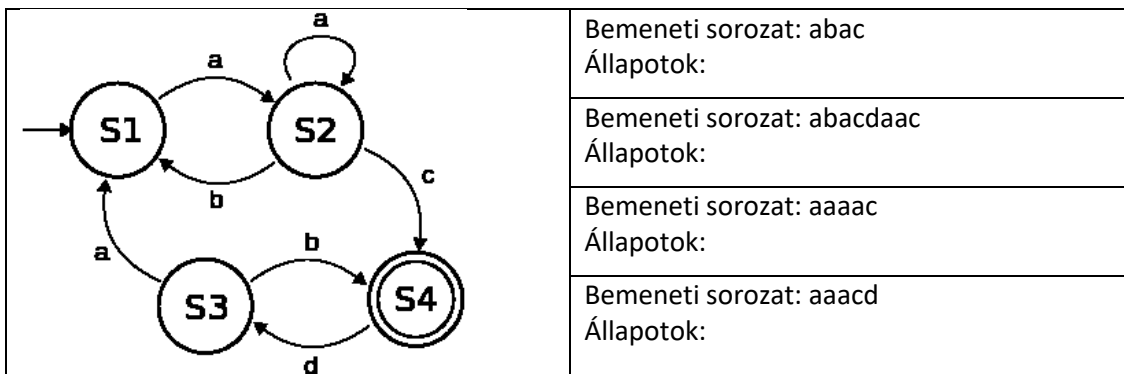 a
a
S1
S2
b
c
a
b
S3
S4
d
Bemeneti sorozat: abac
Állapotok:
Bemeneti sorozat: abacdaac
Állapotok:
Bemeneti sorozat: aaaac
Állapotok:
Bemeneti sorozat: aaacd
Állapotok: